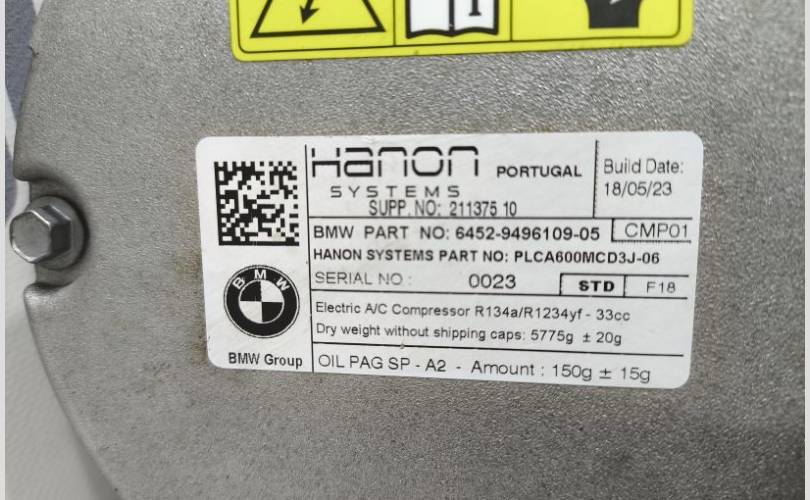 Hanon PORTUGAL
SYSTEMS
SUPP. NO: 211375 10
Build Date:
18/05/23
BMW PART NO: 6452-9496109-05 CMP01
HANON SYSTEMS PART NO: PLCA600MCD3J-06
SERIAL NO : 0023 STD F18
Electric A/C Compressor R134a/R1234yf - 33cc
Dry weight without shipping caps: 5775g ± 20g
BMW
BMW Group
OIL PAG SP - A2 - Amount : 150g ± 15g